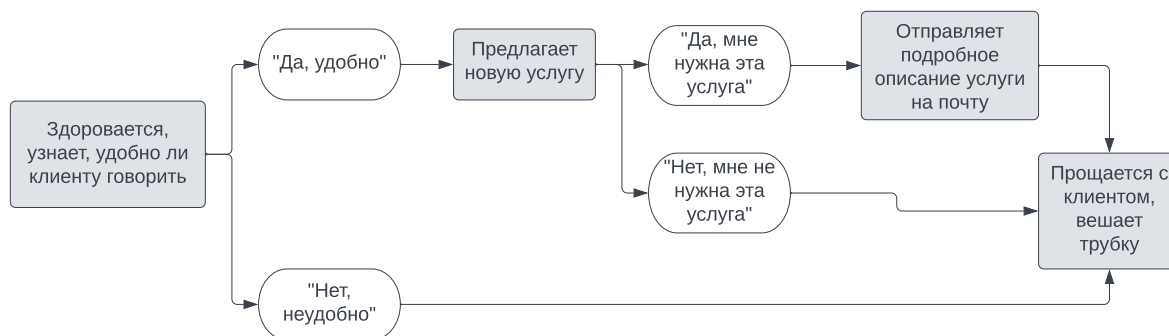 Здоровается,
узнает, удобно ли
клиенту говорить
"Да, удобно"
Предлагает
новую услугу
"Да, мне
нужна эта
услуга"
Отправляет
подробное
описание услуги
на почту
"Нет, мне не
нужна эта
услуга"
Прощается с
клиентом,
вешает
трубку
"Нет,
неудобно"